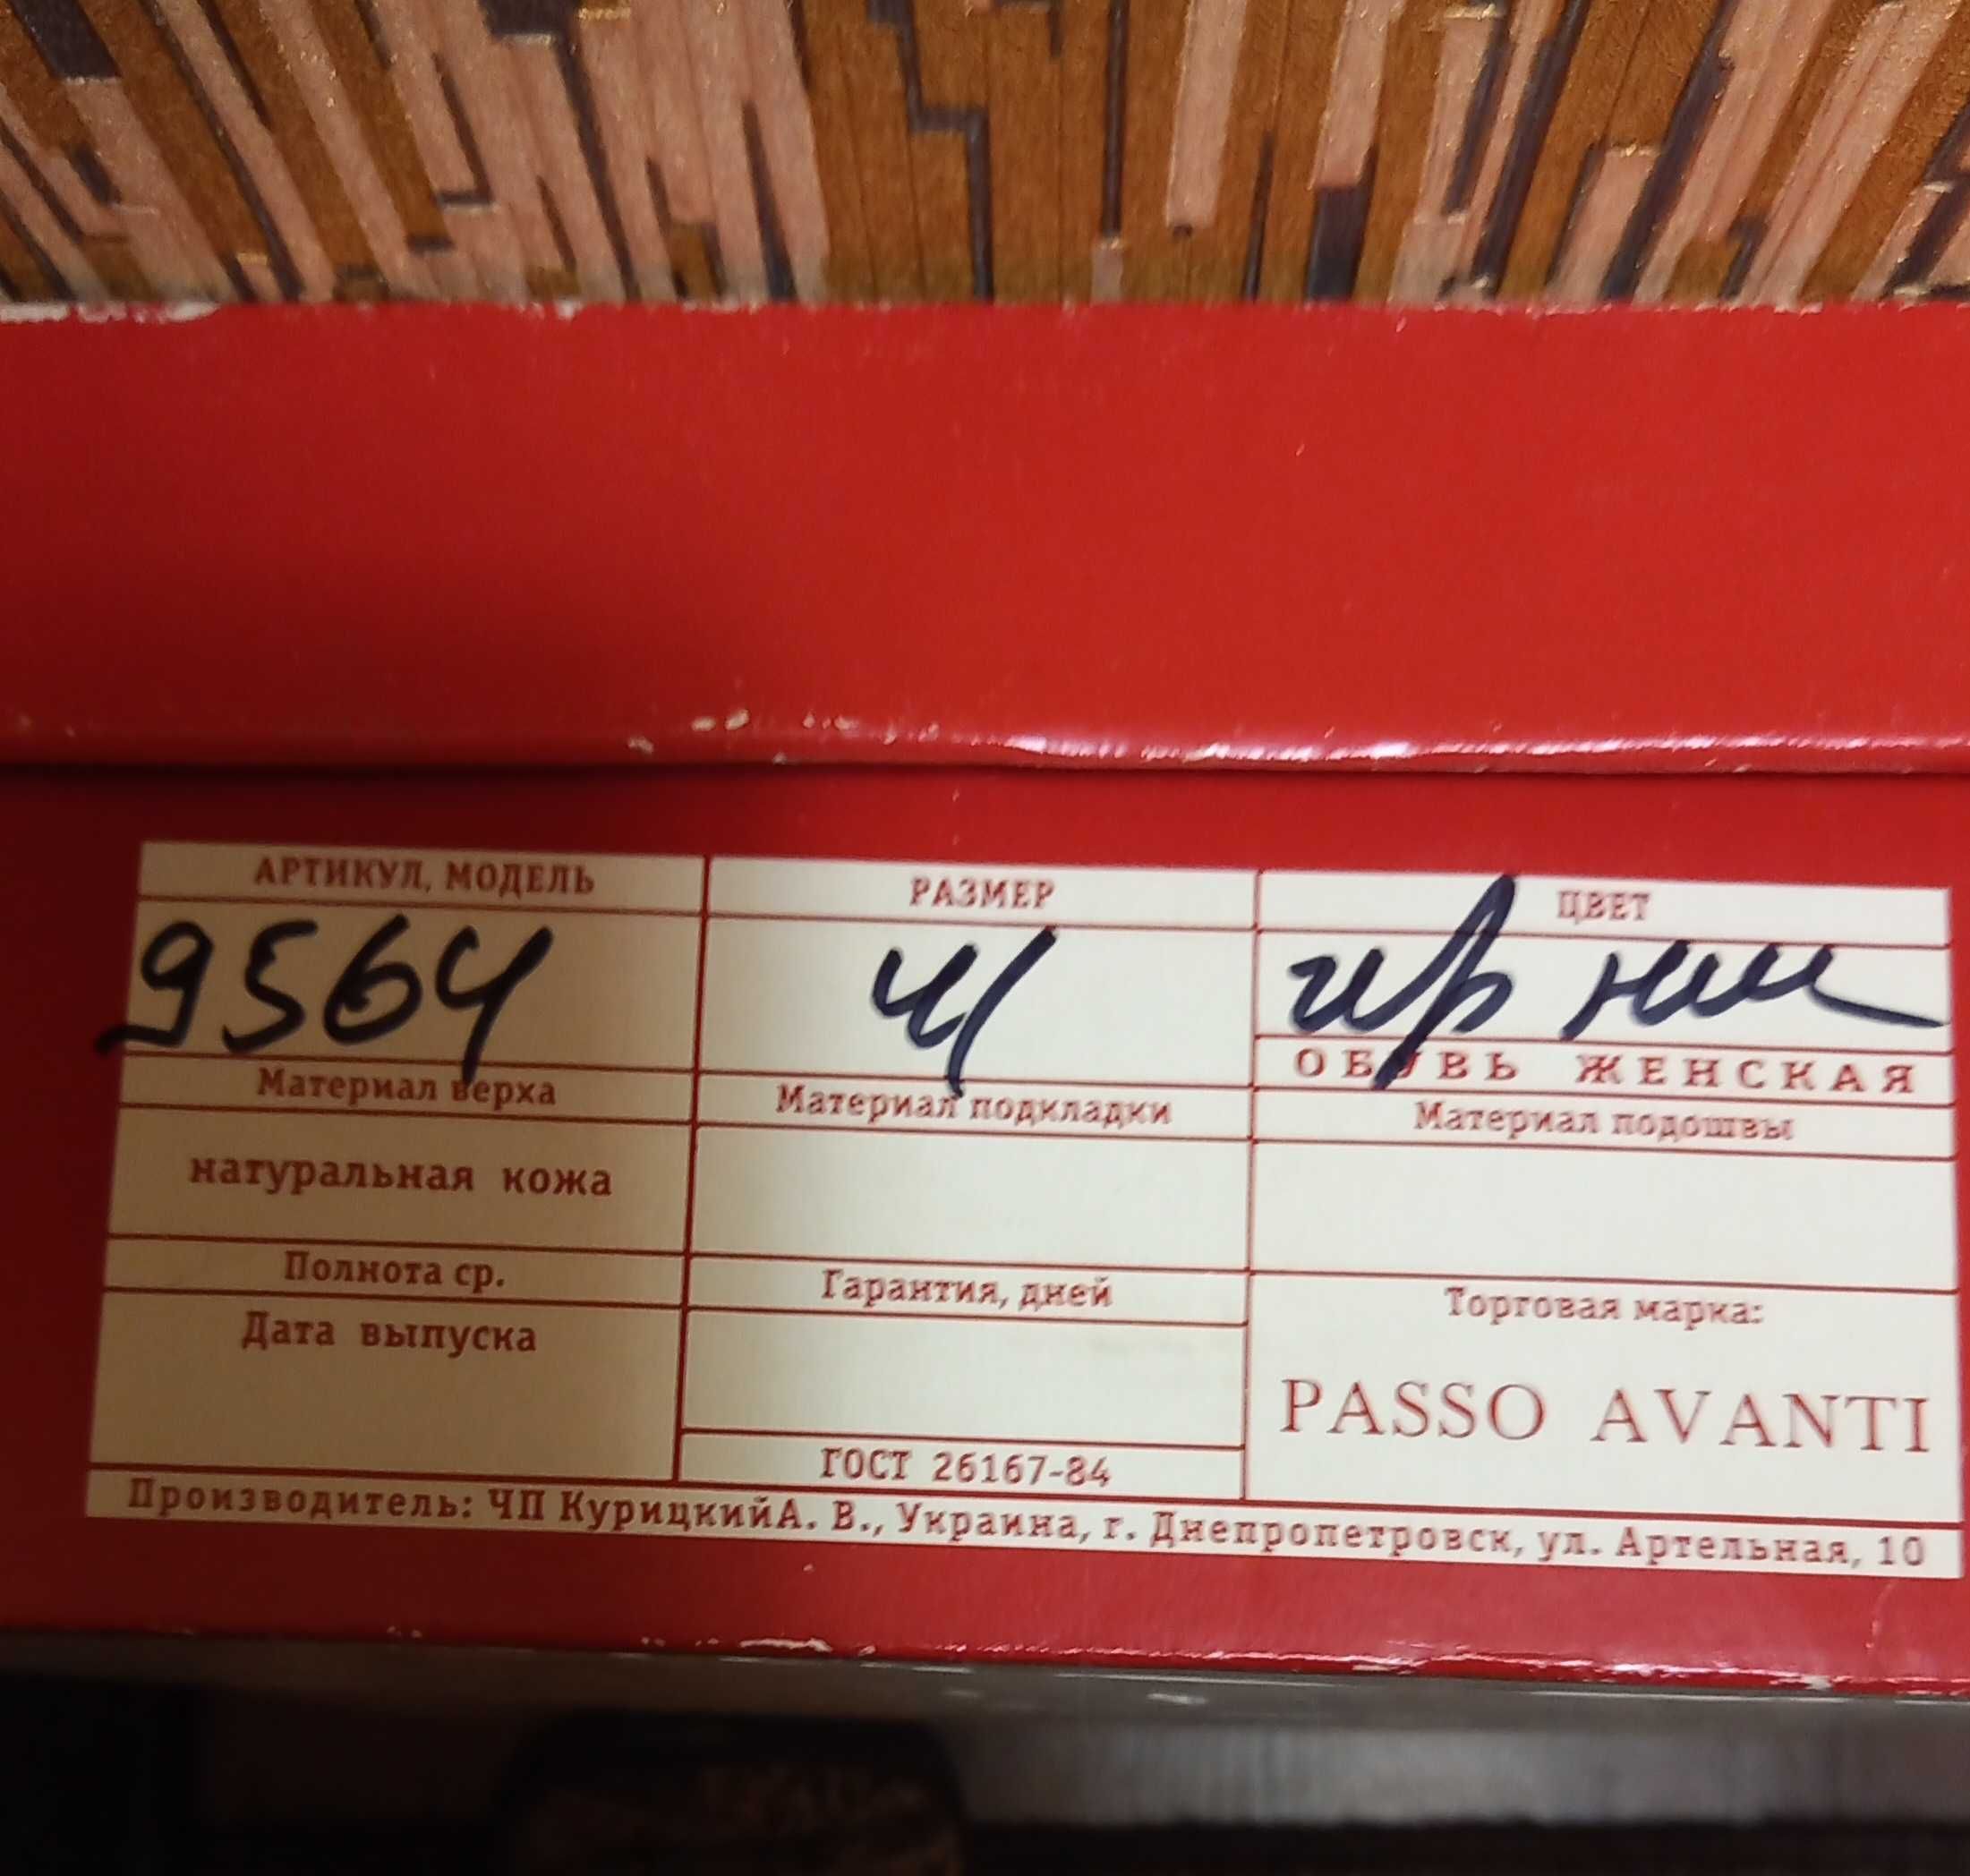 АРТИКУЛ, МОДЕЛЬ РАЗМЕР ЦВЕТ
9564 41
ОБУВЬ ЖЕНСКАЯ
Материал верха Материал подкладки Материал подошвы
натуральная кожа
Полнота ср. Гарантия, дней Торговая марка:
Дата выпуска
PASSO AVANTI
ГОСТ 26167-84
Производитель: ЧП КурицкийА. В., Украина, г. Днепропетровск, ул. Артельная, 10